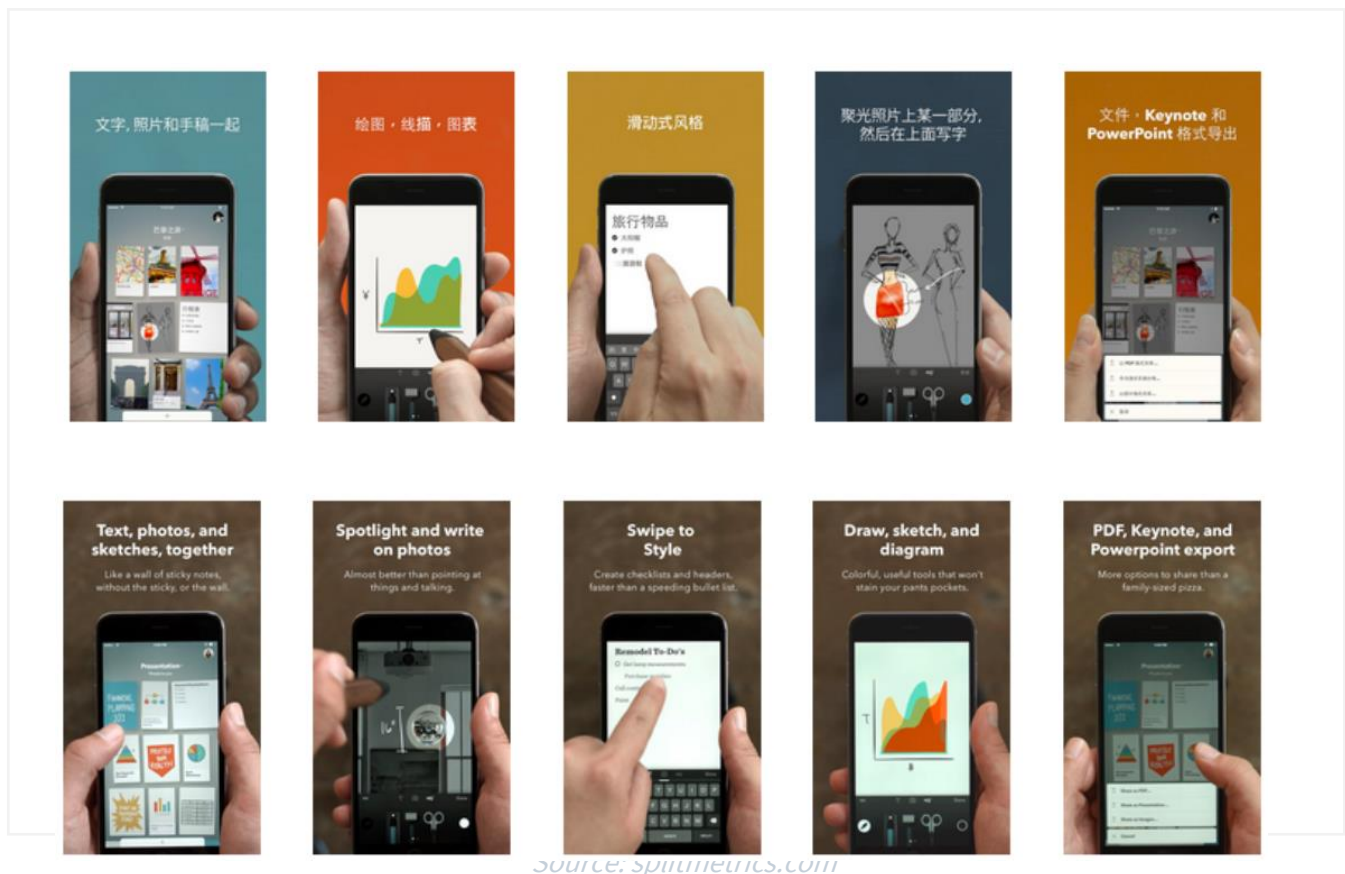 文字, 照片和手稿一起
绘图，线描，图表
滑动式风格
聚光照片上某一部分,
然后在上面写字
文件，Keynote 和
PowerPoint 格式导出
旅行物品
Text, photos, and
sketches, together
Like a wall of sticky notes,
without the sticky, or the wall.
Spotlight and write
on photos
Almost better than pointing at
things and talking.
Swipe to
Style
Create checklists and headers,
faster than a speeding bullet list.
Draw, sketch, and
diagram
Colorful, useful tools that won't
stain your pants pockets.
PDF, Keynote, and
Powerpoint export
More options to share than a
family-sized pizza.
Presentation
Remodel To-Do's
Presentation
Source: splitmetrics.com